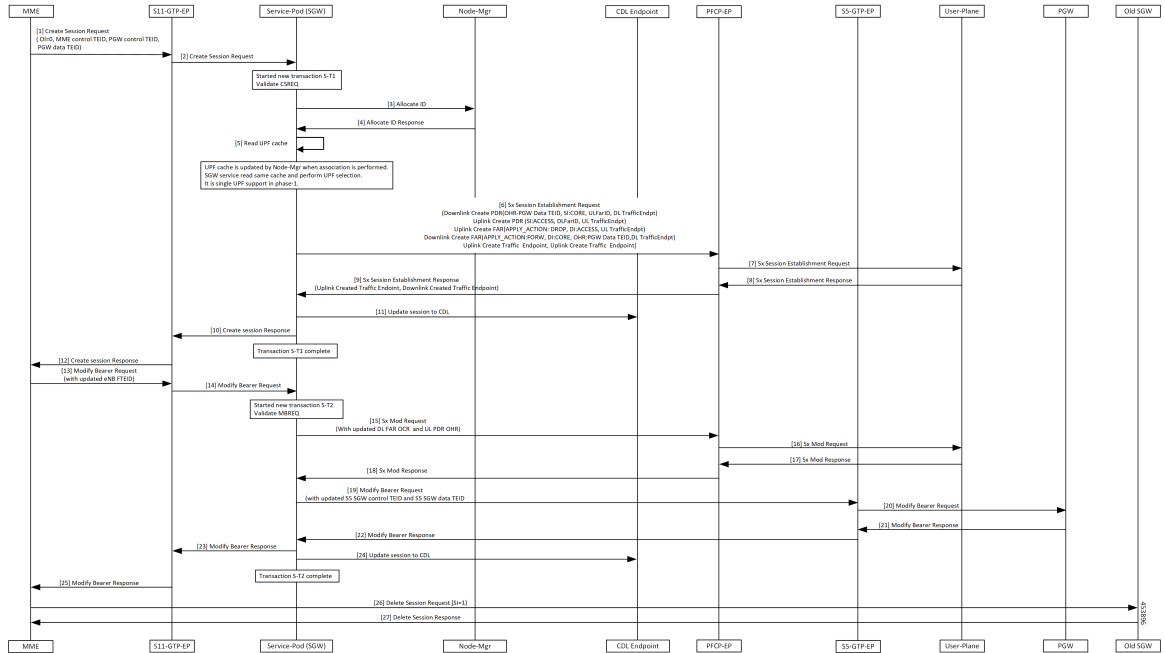 MME
S11-GTP-EP
Service-Pod (SGW)
Node-Mgr
CDL Endpoint
PFCP-EP
S5-GTP-EP
User-Plane
PGW
Old SGW
[1] Create Session Request
( OI=0, MME control TEID, PGW control TEID,
PGW data TEID)
[2] Create Session Request
Started new transaction S-T1
Validate CSREQ
[3] Allocate ID
[4] Allocate ID Response
[5] Read UPF cache
UPF cache is updated by Node-Mgr when association is performed.
SGW service read same cache and perform UPF selection.
It is single UPF support in phase-1.
[6] Sx Session Establishment Request
(Downlink Create PDR(OHR-PGW Data TEID, SI:CORE, ULFarID, DL TrafficEndpt)
Uplink Create PDR (SI:ACCESS, DLFarID, UL TrafficEndpt)
Uplink Create FAR(APPLY_ACTION: DROP, DI:ACCESS, UL TrafficEndpt)
Downlink Create FAR(APPLY_ACTION:FORW, DI:CORE, OHR:PGW Data TEID,DL TrafficEndpt)
Uplink Create Traffic Endpoint, Uplink Create Traffic Endpoint)
[7] Sx Session Establishment Request
[8] Sx Session Establishment Response
[9] Sx Session Establishment Response
(Uplink Created Traffic Endoint, Downlink Created Traffic Endpoint)
[11] Update session to CDL
[10] Create session Response
Transaction S-T1 complete
[12] Create session Response
[13] Modify Bearer Request
(with updated eNB FTEID)
[14] Modify Bearer Request
Started new transaction S-T2
Validate MBREQ
[15] Sx Mod Request
(With updated DL FAR OCR and UL PDR OHR)
[16] Sx Mod Request
[17] Sx Mod Response
[18] Sx Mod Response
[19] Modify Bearer Request
(with updated S5 SGW control TEID and S5 SGW data TEID
[20] Modify Bearer Request
[21] Modify Bearer Response
[22] Modify Bearer Response
[23] Modify Bearer Response
[24] Update session to CDL
Transaction S-T2 complete
[25] Modify Bearer Response
[26] Delete Session Request [SI=1)
[27] Delete Session Response
453896
MME
S11-GTP-EP
Service-Pod (SGW)
Node-Mgr
CDL Endpoint
PFCP-EP
S5-GTP-EP
User-Plane
PGW
Old SGW